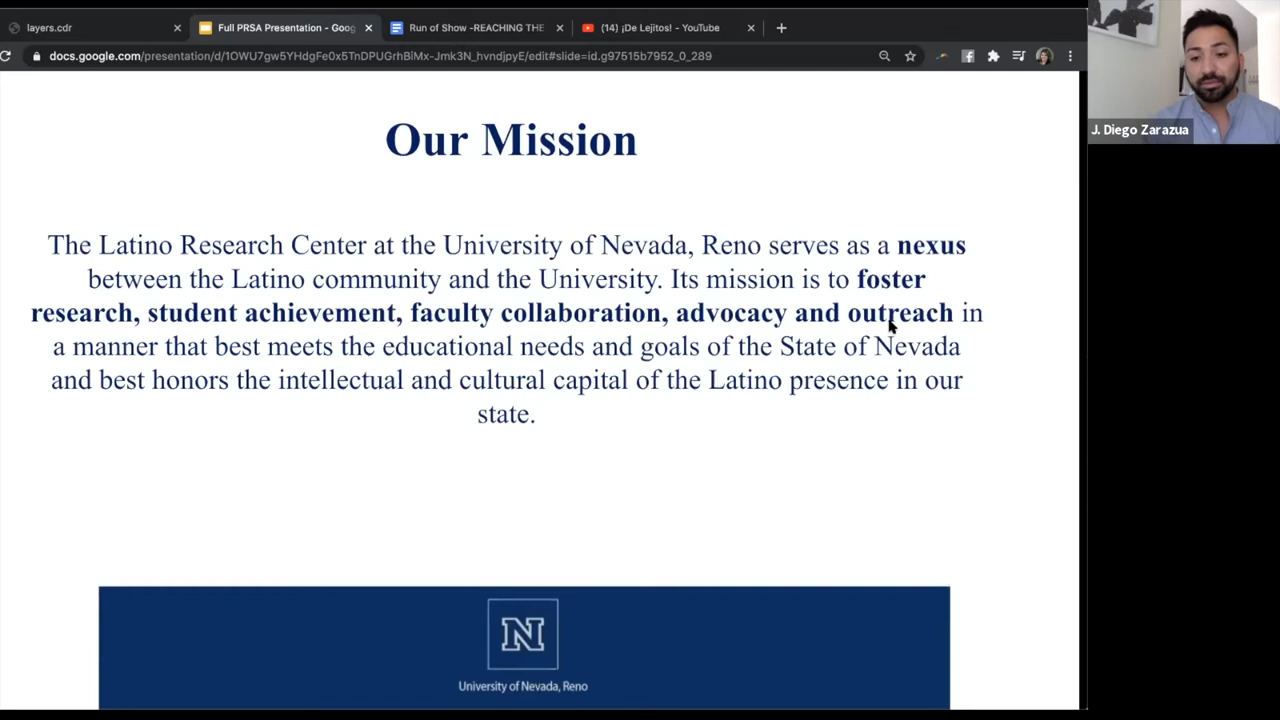 layers.cdr
Full PRSA Presentation - Goog
Run of Show -REACHING THE
(14) ¡De Lejitos! - YouTube
docs.google.com/presentation/d/1OWU7gw5YHdgFe0x5TnDPUGrhBiMx-Jmk3N_hvndjpyE/edit#slide=id.g97515b7952_0_289
J. Diego Zarazua
Our Mission
The Latino Research Center at the University of Nevada, Reno serves as a nexus
between the Latino community and the University. Its mission is to foster
research, student achievement, faculty collaboration, advocacy and outreach in
a manner that best meets the educational needs and goals of the State of Nevada
and best honors the intellectual and cultural capital of the Latino presence in our
state.
N
University of Nevada, Reno